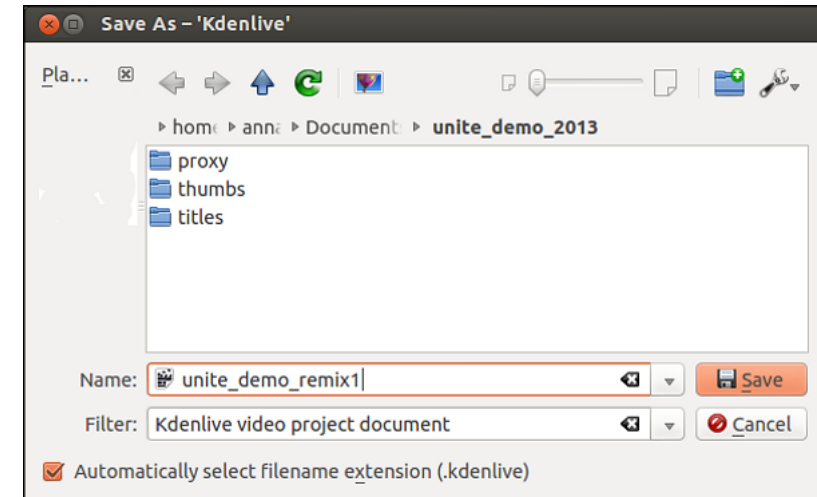 Save As – 'Kdenlive'
Pla...
home anna Documents unite_demo_2013
proxy
thumbs
titles
Name: unite_demo_remix1 Save
Filter: Kdenlive video project document Cancel
Automatically select filename extension (.kdenlive)